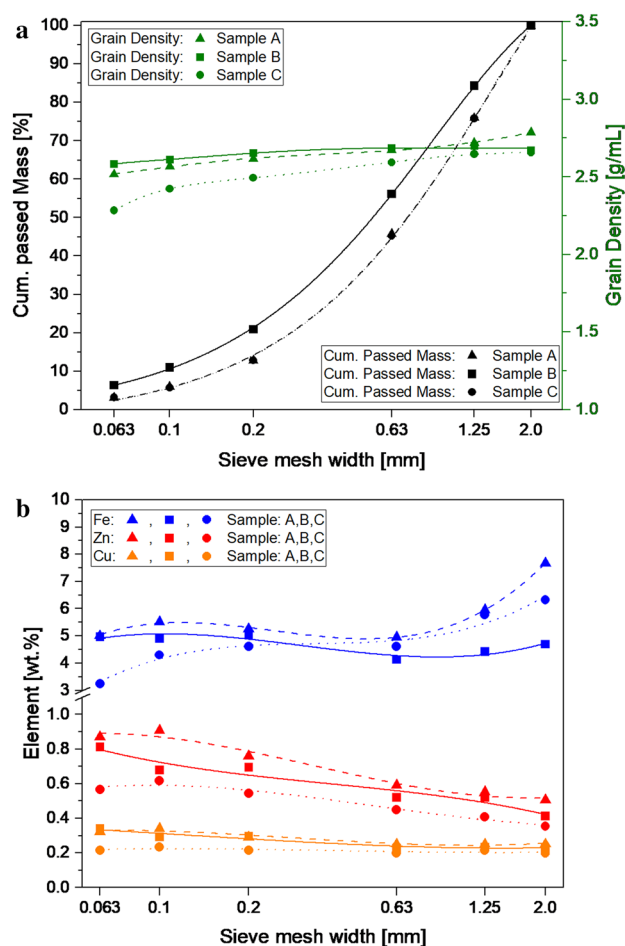 a
Grain Density: Sample A
Grain Density: Sample B
Grain Density: Sample C
100
90
80
70
60
50
40
30
20
10
0
Cum. passed Mass [%]
3.5
3.0
2.5
2.0
1.5
1.0
Grain Density [g/mL]
Cum. Passed Mass: Sample A
Cum. Passed Mass: Sample B
Cum. Passed Mass: Sample C
0.063 0.1 0.2 0.63 1.25 2.0
Sieve mesh width [mm]
b
Fe: , , Sample: A,B,C
Zn: , , Sample: A,B,C
Cu: , , Sample: A,B,C
10
9
8
7
6
5
4
3
1.0
0.8
0.6
0.4
0.2
0.0
Element [wt.%]
0.063 0.1 0.2 0.63 1.25 2.0
Sieve mesh width [mm]